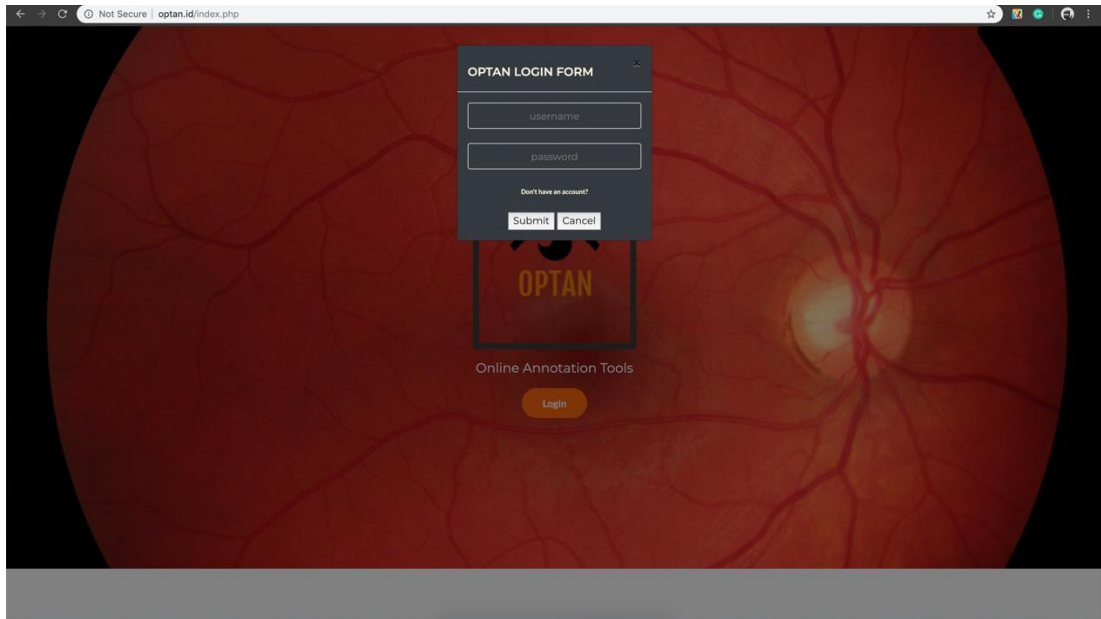 Not Secure | optan.id/index.php
OPTAN LOGIN FORM
×
username
password
Don't have an account?
Submit Cancel
OPTAN
Online Annotation Tools
Login